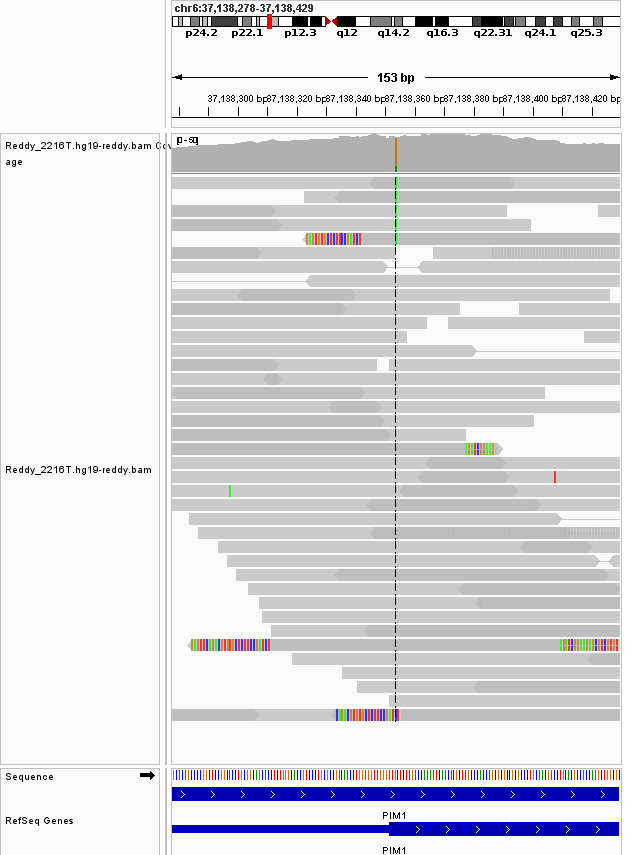 chr6:37,138,278-37,138,429
p24.2 p22.1 p12.3 q12 q14.2 q16.3 q22.31 q24.1 q25.3
153 bp
37,138,300 bp 37,138,320 bp 37,138,340 bp 37,138,360 bp 37,138,380 bp 37,138,400 bp 37,138,420 bp
Reddy_2216T.hg19-reddy.bam Cov
age
Reddy_2216T.hg19-reddy.bam
Sequence
RefSeq Genes
PIM1
PIM1